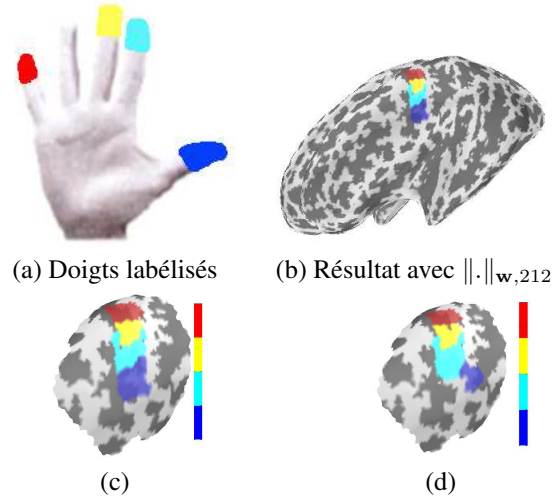 (a) Doigts labélisés
(b) Résultat avec ‖.‖w,212
(c)
(d)